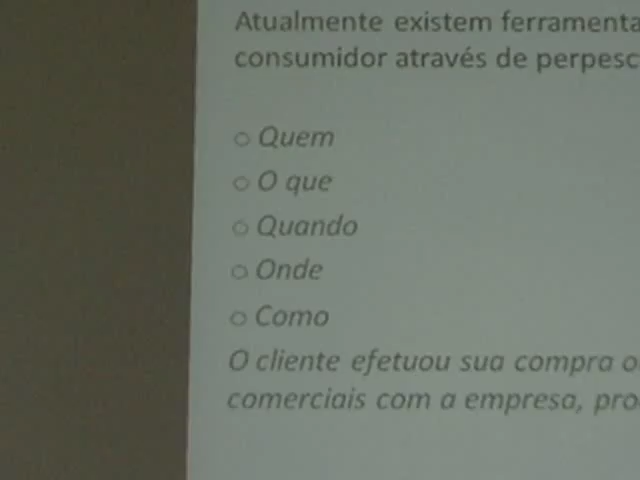 Atualmente existem ferramenta
consumidor através de perpesc
○ Quem
○ O que
○ Quando
○ Onde
○ Como
O cliente efetuou sua compra o
comerciais com a empresa, pro